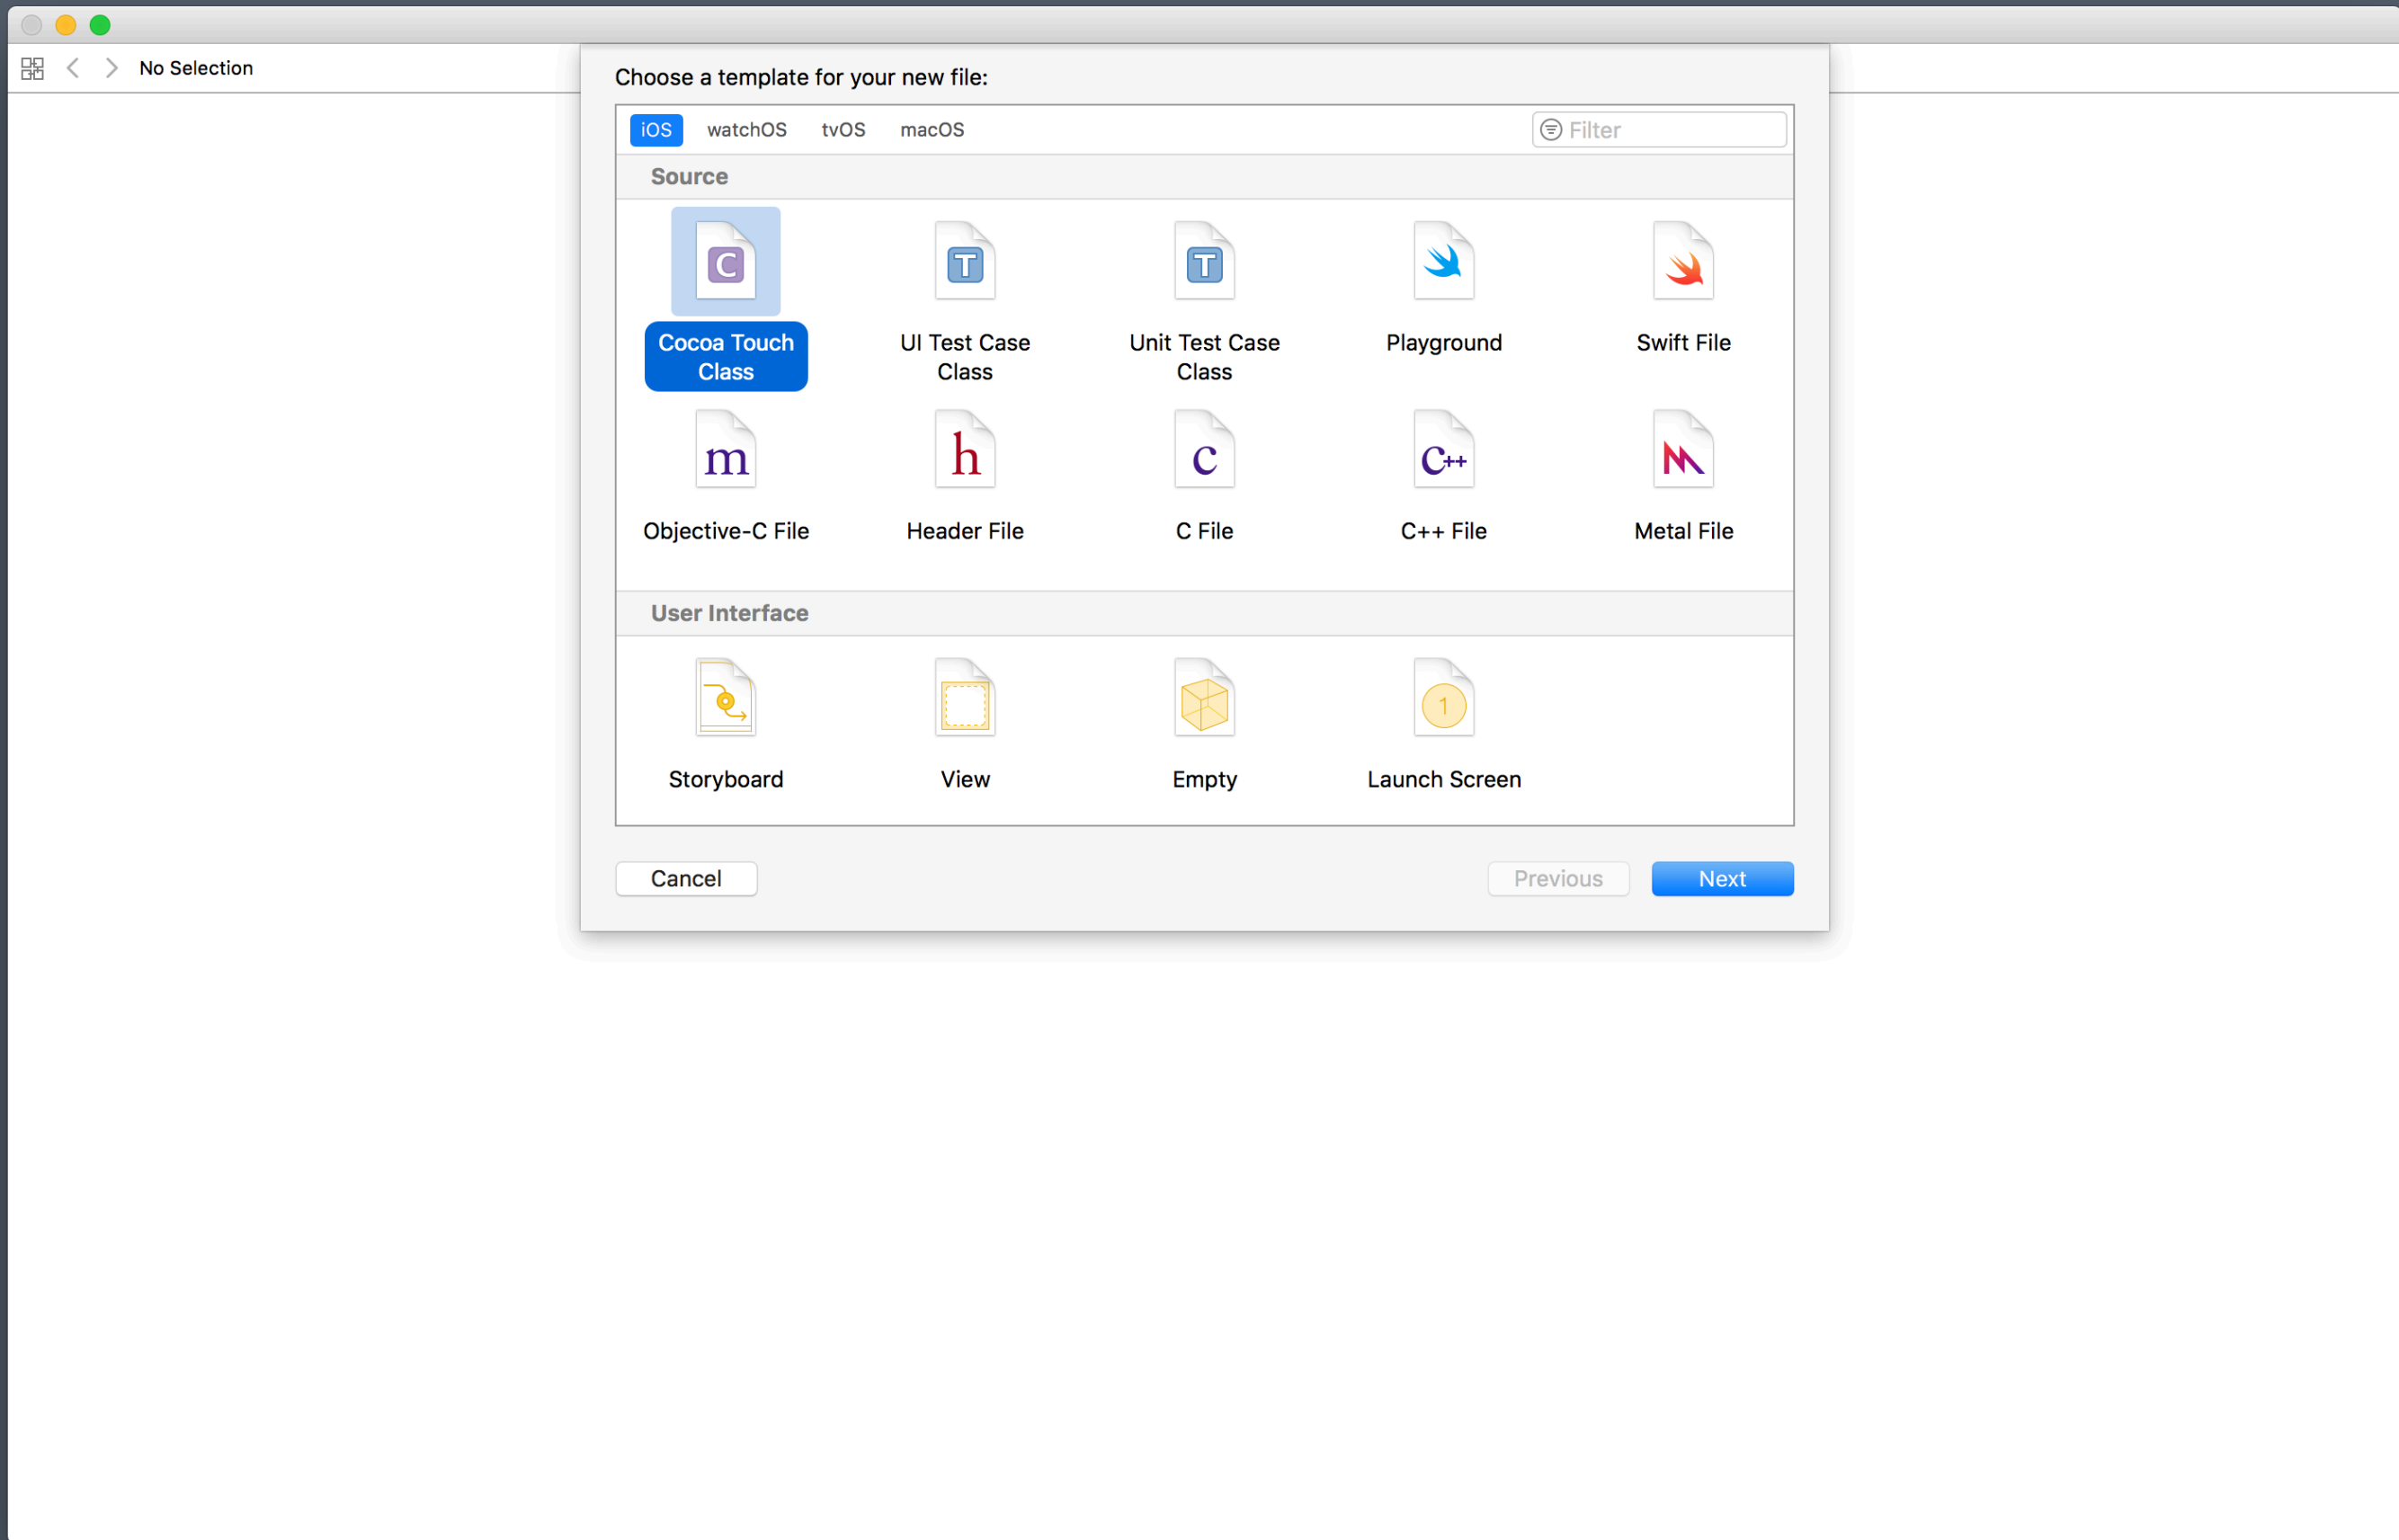 No Selection
Choose a template for your new file:
iOS watchOS tvOS macOS Filter
Source
C T T
Cocoa Touch Class
UI Test Case Class
Unit Test Case Class
Playground
Swift File
m h c C++
Objective-C File Header File C File C++ File Metal File
User Interface
1
Storyboard View Empty Launch Screen
Cancel Previous Next